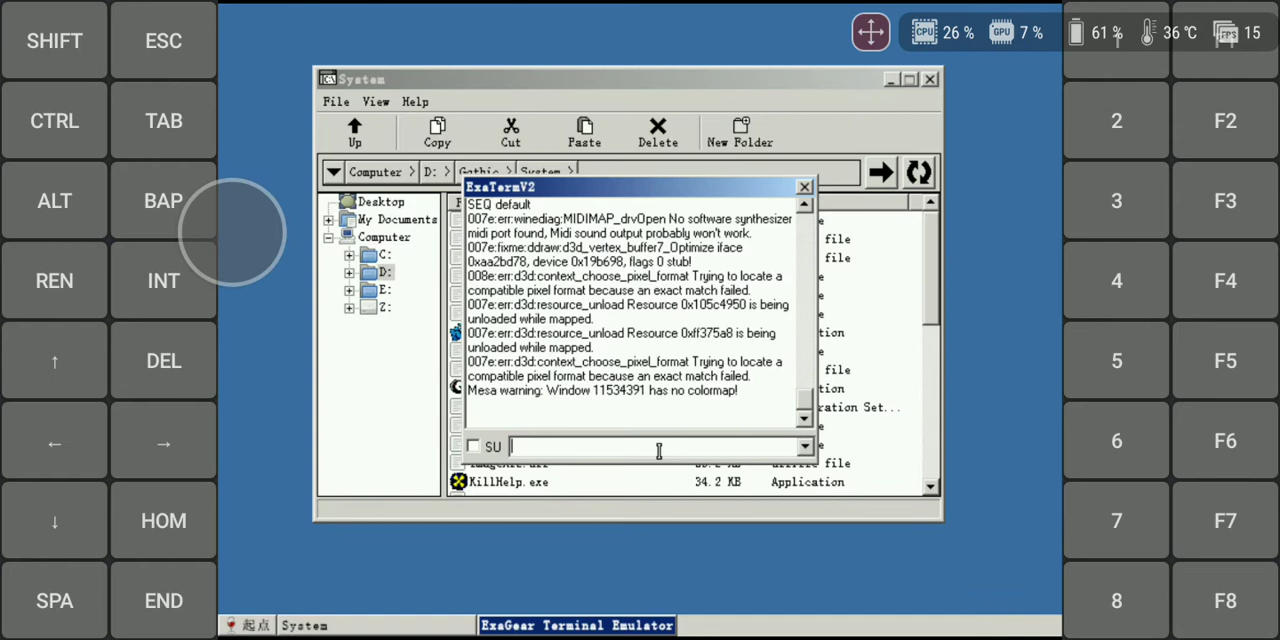 SHIFT ESC
CTRL TAB
ALT BAP
REN INT
↑ DEL
← →
↓ HOM
SPA END
CPU 26 % GPU 7 % 61 % 36 ℃ FPS 15
System
File View Help
Up Copy Cut Paste Delete New Folder
Computer > D: > Gothic > System >
Desktop
My Documents
Computer
C:
D:
E:
Z:
ExaTermV2
SEQ default
007e:err:winediag:MIDIMAP_drvOpen No software synthesizer
midi port found, Midi sound output probably won't work.
007e:fixme:ddraw:d3d_vertex_buffer7_Optimize iface
0xaa2bd78, device 0x19b698, flags 0 stub!
008e:err:d3d:context_choose_pixel_format Trying to locate a
compatible pixel format because an exact match failed.
007e:err:d3d:resource_unload Resource 0x105c4950 is being
unloaded while mapped.
007e:err:d3d:resource_unload Resource 0xff375a8 is being
unloaded while mapped.
007e:err:d3d:context_choose_pixel_format Trying to locate a
compatible pixel format because an exact match failed.
Mesa warning: Window 11534391 has no colormap!
SU
file
file
file
file
KillHelp.exe 34.2 KB Application
起点 System ExaGear Terminal Emulator
2 F2
3 F3
4 F4
5 F5
6 F6
7 F7
8 F8